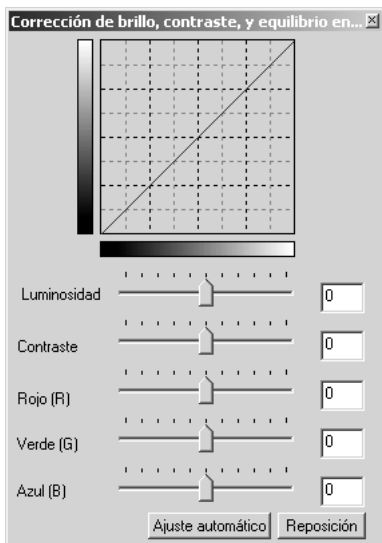 Corrección de brillo, contraste, y equilibrio en...
Luminosidad 0
Contraste 0
Rojo (R) 0
Verde (G) 0
Azul (B) 0
Ajuste automático Reposición